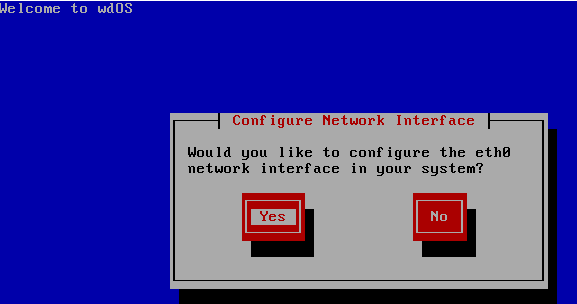 Welcome to wdOS
Configure Network Interface
Would you like to configure the eth0
network interface in your system?
Yes
No